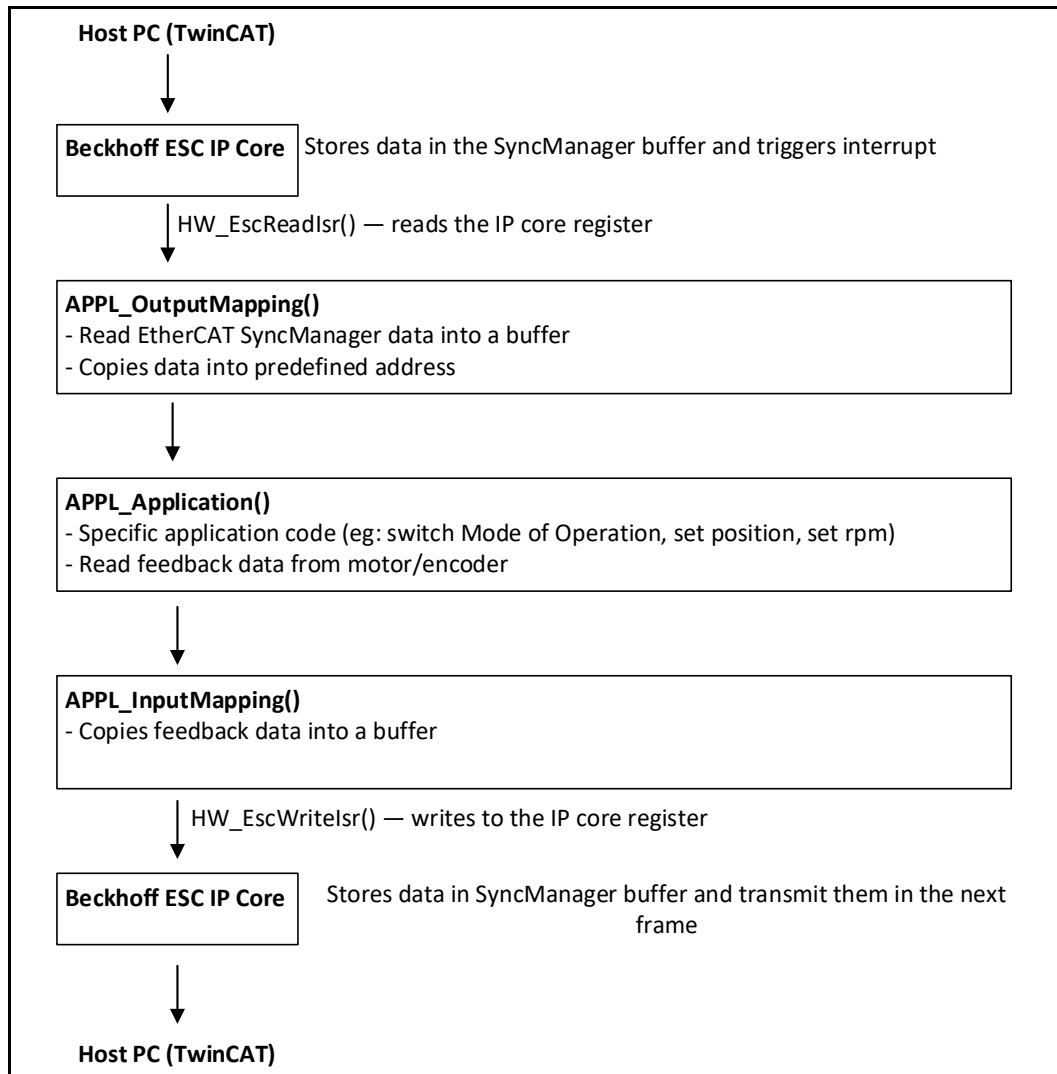 Host PC (TwinCAT)
Beckhoff ESC IP Core
Stores data in the SyncManager buffer and triggers interrupt
HW_EscReadIsr() — reads the IP core register
APPL_OutputMapping()
- Read EtherCAT SyncManager data into a buffer
- Copies data into predefined address
APPL_Application()
- Specific application code (eg: switch Mode of Operation, set position, set rpm)
- Read feedback data from motor/encoder
APPL_InputMapping()
- Copies feedback data into a buffer
HW_EscWriteIsr() — writes to the IP core register
Beckhoff ESC IP Core
Stores data in SyncManager buffer and transmit them in the next
frame
Host PC (TwinCAT)